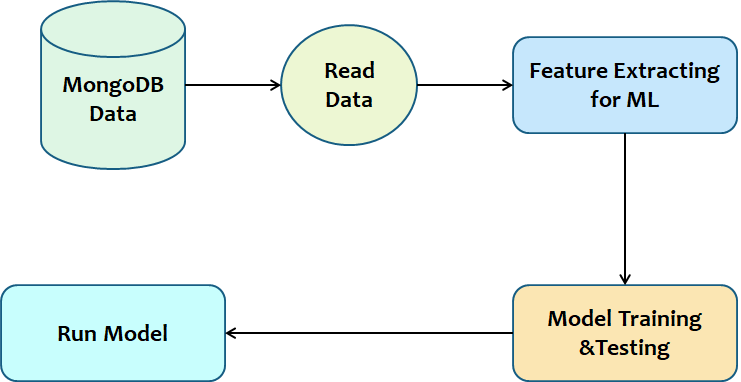 MongoDB
Data
Read
Data
Feature Extracting
for ML
Run Model
Model Training
&Testing